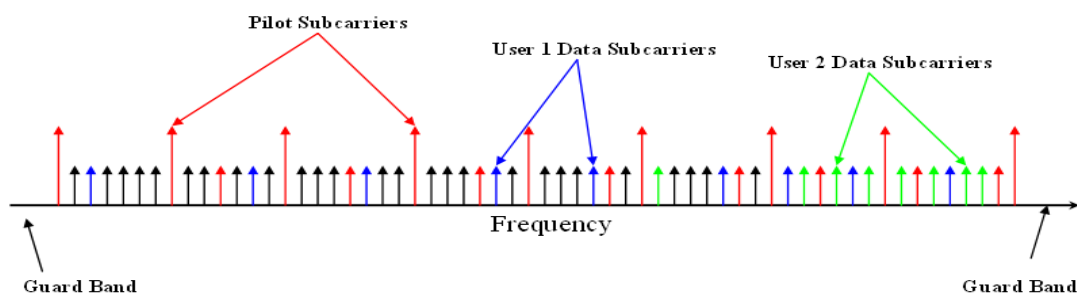 Pilot Subcarriers
User 1 Data Subcarriers
User 2 Data Subcarriers
Frequency
Guard Band
Guard Band